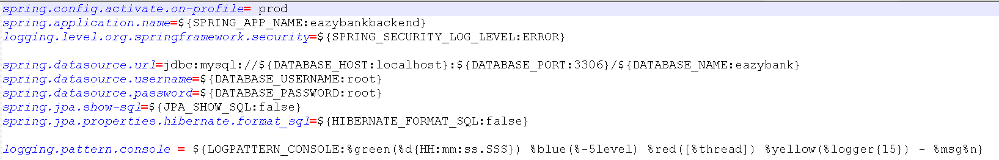 spring.config.activate.on-profile= prod
spring.application.name=${SPRING_APP_NAME:eazybankbackend}
logging.level.org.springframework.security=${SPRING_SECURITY_LOG_LEVEL:ERROR}
spring.datasource.url=jdbc:mysql://${DATABASE_HOST:localhost}:${DATABASE_PORT:3306}/${DATABASE_NAME:eazybank}
spring.datasource.username=${DATABASE_USERNAME:root}
spring.datasource.password=${DATABASE_PASSWORD:root}
spring.jpa.show-sql=${JPA_SHOW_SQL:false}
spring.jpa.properties.hibernate.format_sql=${HIBERNATE_FORMAT_SQL:false}
logging.pattern.console = ${LOGPATTERN_CONSOLE:%green(%d{HH:mm:ss.SSS}) %blue(%-5level) %red([%thread]) %yellow(%logger{15}) - %msg%n}